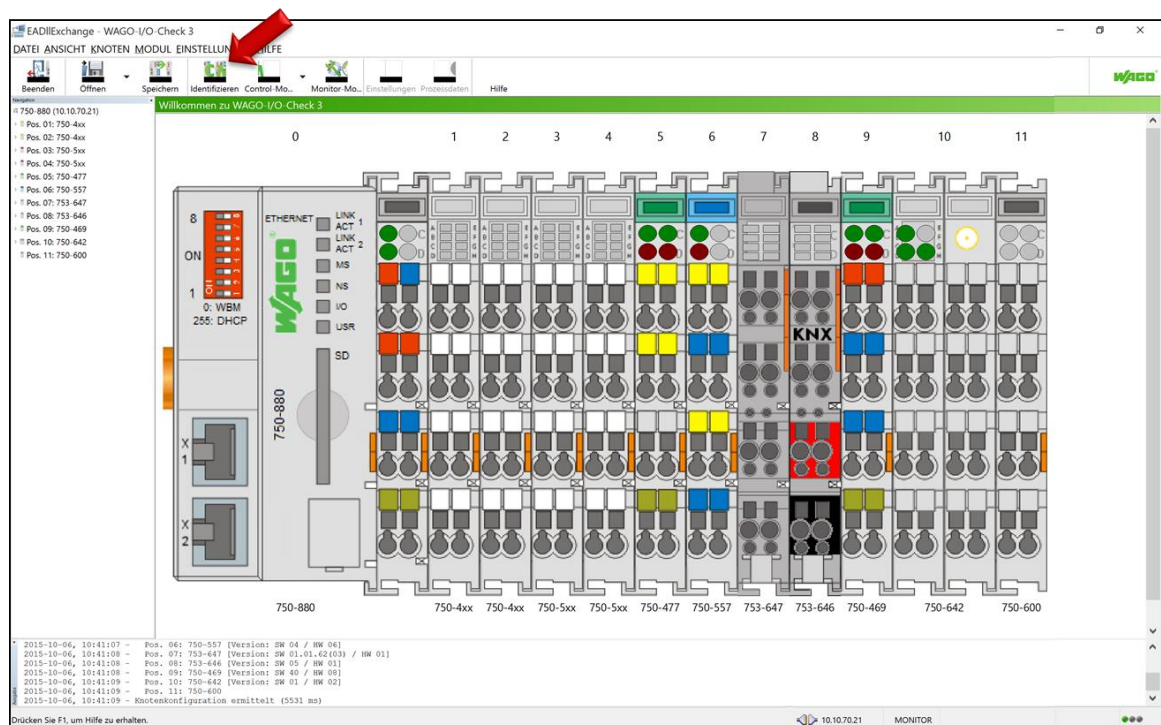 EADllExchange - WAGO-I/O-Check 3
DATEI ANSICHT KNOTEN MODUL
Beenden Öffnen Speichern Identifizieren Control-Mo... Monitor-Mo... Einstellungen Prozessdaten Hilfe
WAGO
Navigation
Willkommen zu WAGO-I/O-Check 3
750-880 (10.10.70.21)
Pos. 01: 750-4xx
Pos. 02: 750-4xx
Pos. 03: 750-5xx
Pos. 04: 750-5xx
Pos. 05: 750-477
Pos. 06: 750-557
Pos. 07: 753-647
Pos. 08: 753-646
Pos. 09: 750-469
Pos. 10: 750-642
Pos. 11: 750-600
0 1 2 3 4 5 6 7 8 9 10 11
8
ON
1
0: WBM
255: DHCP
ETHERNET
LINK
ACT 1
LINK
ACT 2
MS
NS
I/O
USR
SD
WAGO
750-880
X
1
X
2
KNX
750-880 750-4xx 750-4xx 750-5xx 750-5xx 750-477 750-557 753-647 753-646 750-469 750-642 750-600
2015-10-06, 10:41:07 - Pos. 06: 750-557 [Version: SW 04 / HW 06]
2015-10-06, 10:41:08 - Pos. 07: 753-647 [Version: SW 01.01.62(03) / HW 01]
2015-10-06, 10:41:08 - Pos. 08: 753-646 [Version: SW 05 / HW 01]
2015-10-06, 10:41:08 - Pos. 09: 750-469 [Version: SW 40 / HW 08]
2015-10-06, 10:41:09 - Pos. 10: 750-642 [Version: SW 01 / HW 02]
2015-10-06, 10:41:09 - Pos. 11: 750-600
2015-10-06, 10:41:09 - Knotenkonfiguration ermittelt (5531 ms)
Drücken Sie F1, um Hilfe zu erhalten.
10.10.70.21 MONITOR